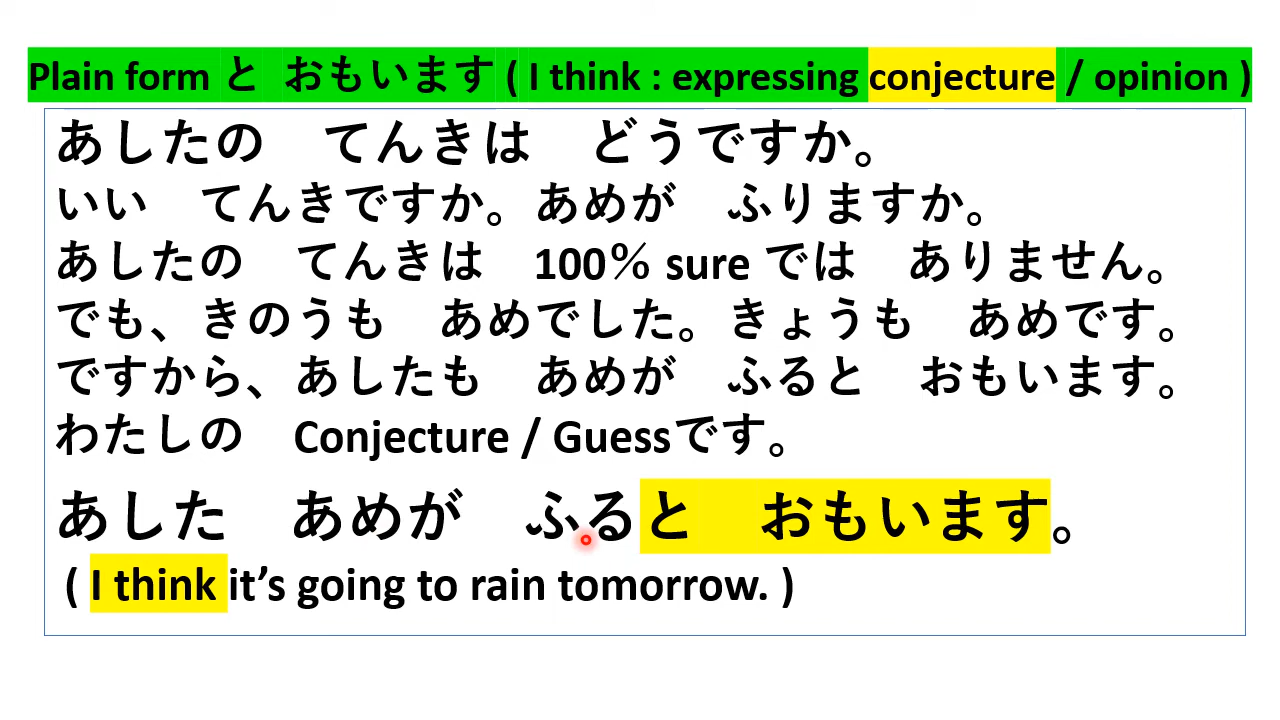 Plain form と おもいます ( I think : expressing conjecture / opinion )
あしたの　てんきは　どうですか。
いい　てんきですか。あめが　ふりますか。
あしたの　てんきは　100％ sure では　ありません。
でも、きのうも　あめでした。きょうも　あめです。
ですから、あしたも　あめが　ふると　おもいます。
わたしの　Conjecture / Guessです。
あした　あめが　ふると　おもいます。
( I think it’s going to rain tomorrow. )